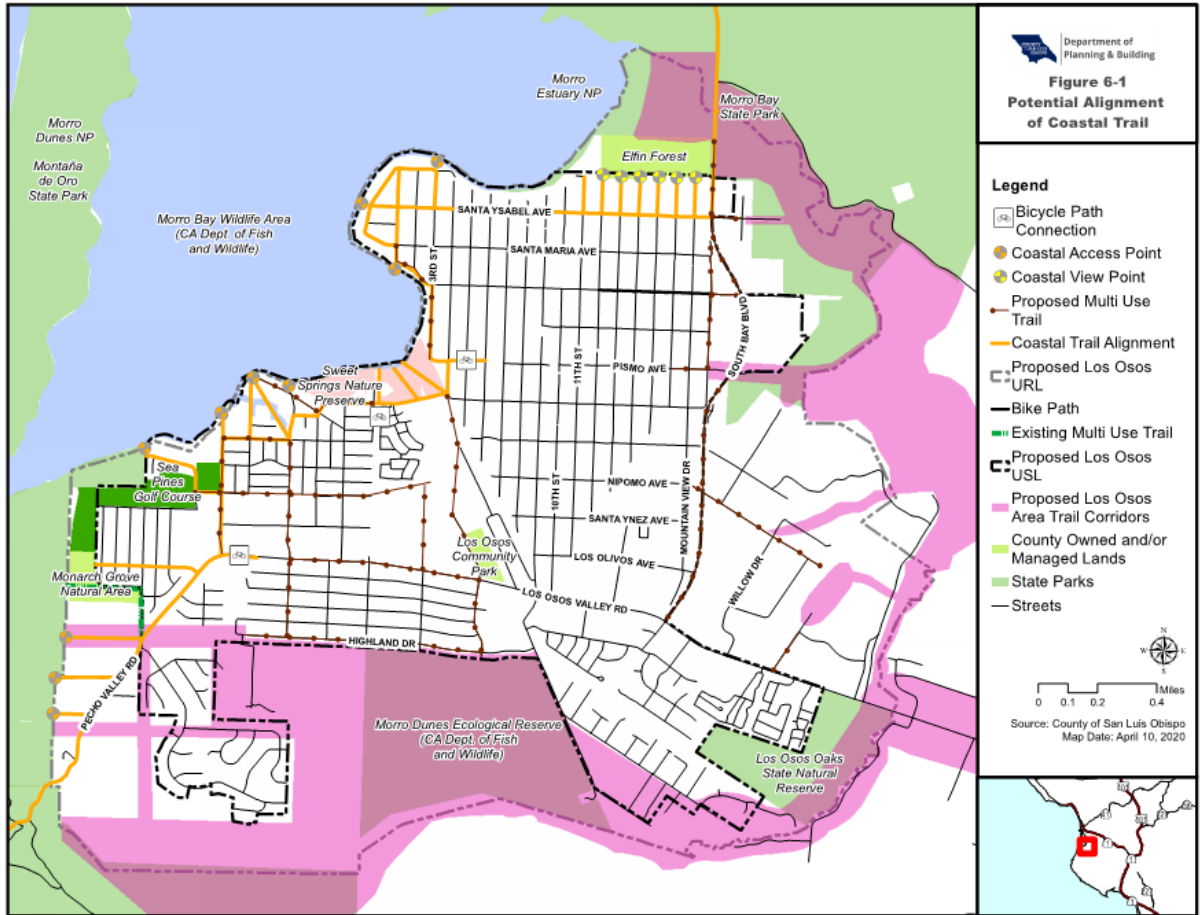 Morro
Estuary NP
Morro Bay
State Park
Morro
Dunes NP
Montaña
de Oro
State Park
Elfin Forest
Morro Bay Wildlife Area
(CA Dept. of Fish
and Wildlife)
SANTA YSABEL AVE
SANTA MARIA AVE
3RD ST
SOUTH BAY BLVD
11TH ST
PISMO AVE
Sweet
Springs Nature
Preserve
Sea
Pines
Golf Course
10TH ST
NIPOMO AVE
SANTA YNEZ AVE
MOUNTAIN VIEW DR
Los Osos
Community
Park
LOS OLIVOS AVE
WILLOW DR
Monarch Grove
Natural Area
LOS OSOS VALLEY RD
HIGHLAND DR
PECHO VALLEY RD
Morro Dunes Ecological Reserve
(CA Dept. of Fish
and Wildlife)
Los Osos Oaks
State Natural
Reserve
Department of
Planning & Building
Figure 6-1
Potential Alignment
of Coastal Trail
Legend
Bicycle Path
Connection
Coastal Access Point
Coastal View Point
Proposed Multi Use
Trail
Coastal Trail Alignment
Proposed Los Osos
URL
Bike Path
Existing Multi Use Trail
Proposed Los Osos
USL
Proposed Los Osos
Area Trail Corridors
County Owned and/or
Managed Lands
State Parks
Streets
N
W E
S
Miles
0 0.1 0.2 0.4
Source: County of San Luis Obispo
Map Date: April 10, 2020
101
41
101
1
1
1